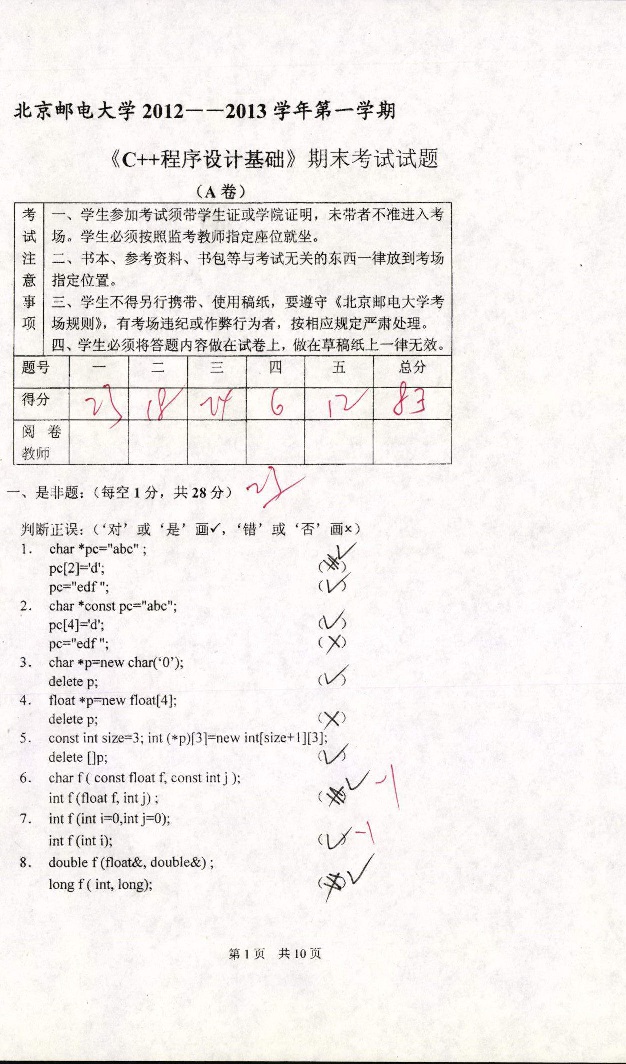 北京邮电大学 2012——2013 学年第一学期
《C++程序设计基础》期末考试试题
（A 卷）
考试注意事项
一、学生参加考试须带学生证或学院证明，未带者不准进入考
场。学生必须按照监考教师指定座位就坐。
二、书本、参考资料、书包等与考试无关的东西一律放到考场
指定位置。
三、学生不得另行携带、使用稿纸，要遵守《北京邮电大学考
场规则》，有考场违纪或作弊行为者，按相应规定严肃处理。
四、学生必须将答题内容做在试卷上，做在草稿纸上一律无效。
题号 一 二 三 四 五 总分
得分 23 18 24 6 12 83
阅 卷
教师
一、是非题：（每空 1 分，共 28 分） 23
判断正误：（‘对’或‘是’画✓，‘错’或‘否’画×）
1. char *pc="abc" ;
pc[2]='d'; ( ) ✓
pc="edf "; (✓)
2. char *const pc="abc";
pc[4]='d'; (✓)
pc="edf "; (×)
3. char *p=new char(‘0’);
delete p; (✓)
4. float *p=new float[4];
delete p; (×)
5. const int size=3; int (*p)[3]=new int[size+1][3];
delete []p; (✓)
6. char f ( const float f, const int j );
int f (float f, int j) ; ( ) ✓ -1
7. int f (int i=0,int j=0);
int f (int i); (✓) -1
8. double f (float&, double&) ;
long f ( int, long); ( ) ✓
第 1 页 共 10 页